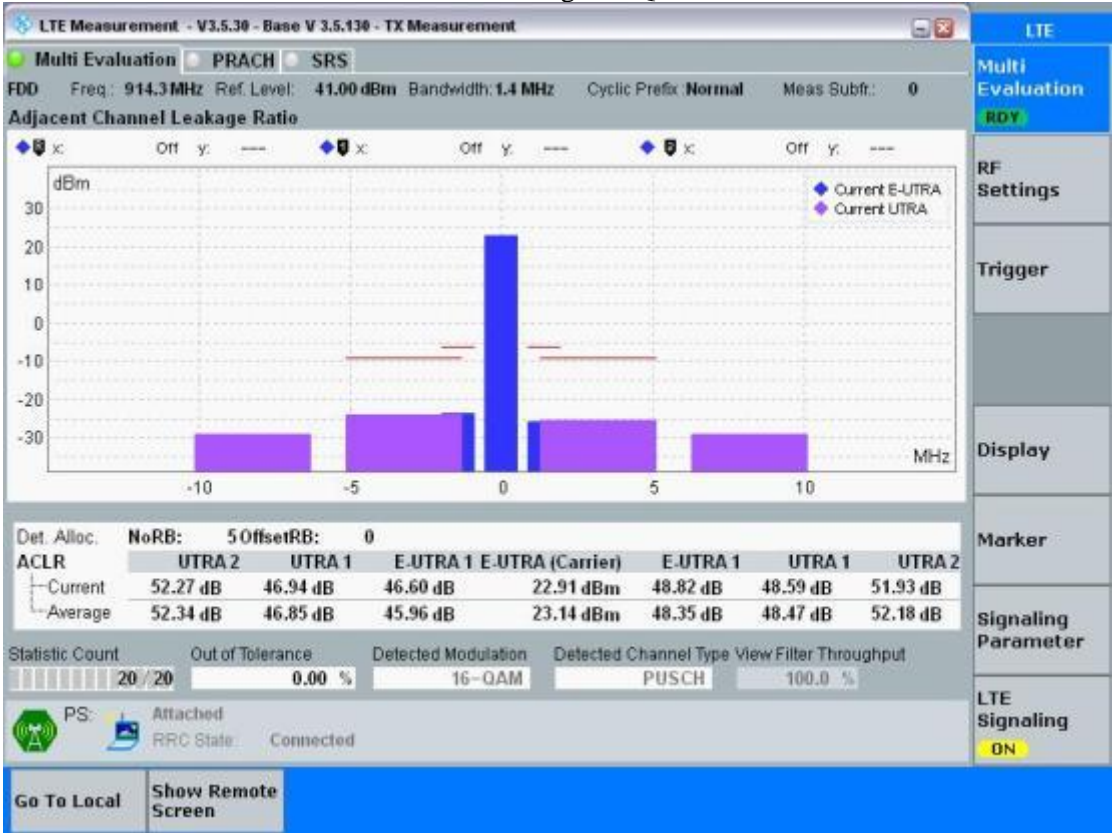 LTE Measurement - V3.5.30 - Base V 3.5.130 - TX Measurement
Multi Evaluation PRACH SRS
FDD Freq.: 914.3 MHz Ref. Level: 41.00 dBm Bandwidth: 1.4 MHz Cyclic Prefix: Normal Meas Subfr.: 0
Adjacent Channel Leakage Ratio
x: Off y: --- x: Off y: --- x: Off y: ---
dBm
Current E-UTRA
Current UTRA
30
20
10
0
-10
-20
-30
MHz
-10 -5 0 5 10
Det. Alloc. NoRB: 5 OffsetRB: 0
ACLR UTRA 2 UTRA 1 E-UTRA 1 E-UTRA (Carrier) E-UTRA 1 UTRA 1 UTRA 2
Current 52.27 dB 46.94 dB 46.60 dB 22.91 dBm 48.82 dB 48.59 dB 51.93 dB
Average 52.34 dB 46.85 dB 45.96 dB 23.14 dBm 48.35 dB 48.47 dB 52.18 dB
Statistic Count Out of Tolerance Detected Modulation Detected Channel Type View Filter Throughput
20 / 20 0.00 % 16-QAM PUSCH 100.0 %
PS: Attached
RRC State: Connected
LTE
Multi
Evaluation
RDY
RF
Settings
Trigger
Display
Marker
Signaling
Parameter
LTE
Signaling
ON
Go To Local
Show Remote
Screen